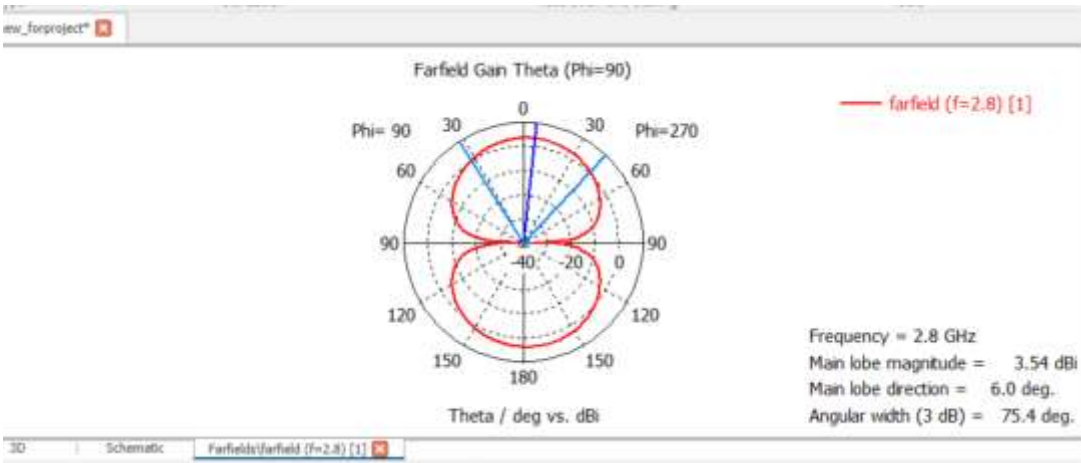 ew_forproject*
Farfield Gain Theta (Phi=90)
farfield (f=2.8) [1]
0
Phi= 90 30 30 Phi=270
60 60
90 -40 -20 0 90
120 120
150 150
180
Theta / deg vs. dBi
Frequency = 2.8 GHz
Main lobe magnitude = 3.54 dBi
Main lobe direction = 6.0 deg.
Angular width (3 dB) = 75.4 deg.
3D Schematic Farfields\farfield (f=2.8) [1]